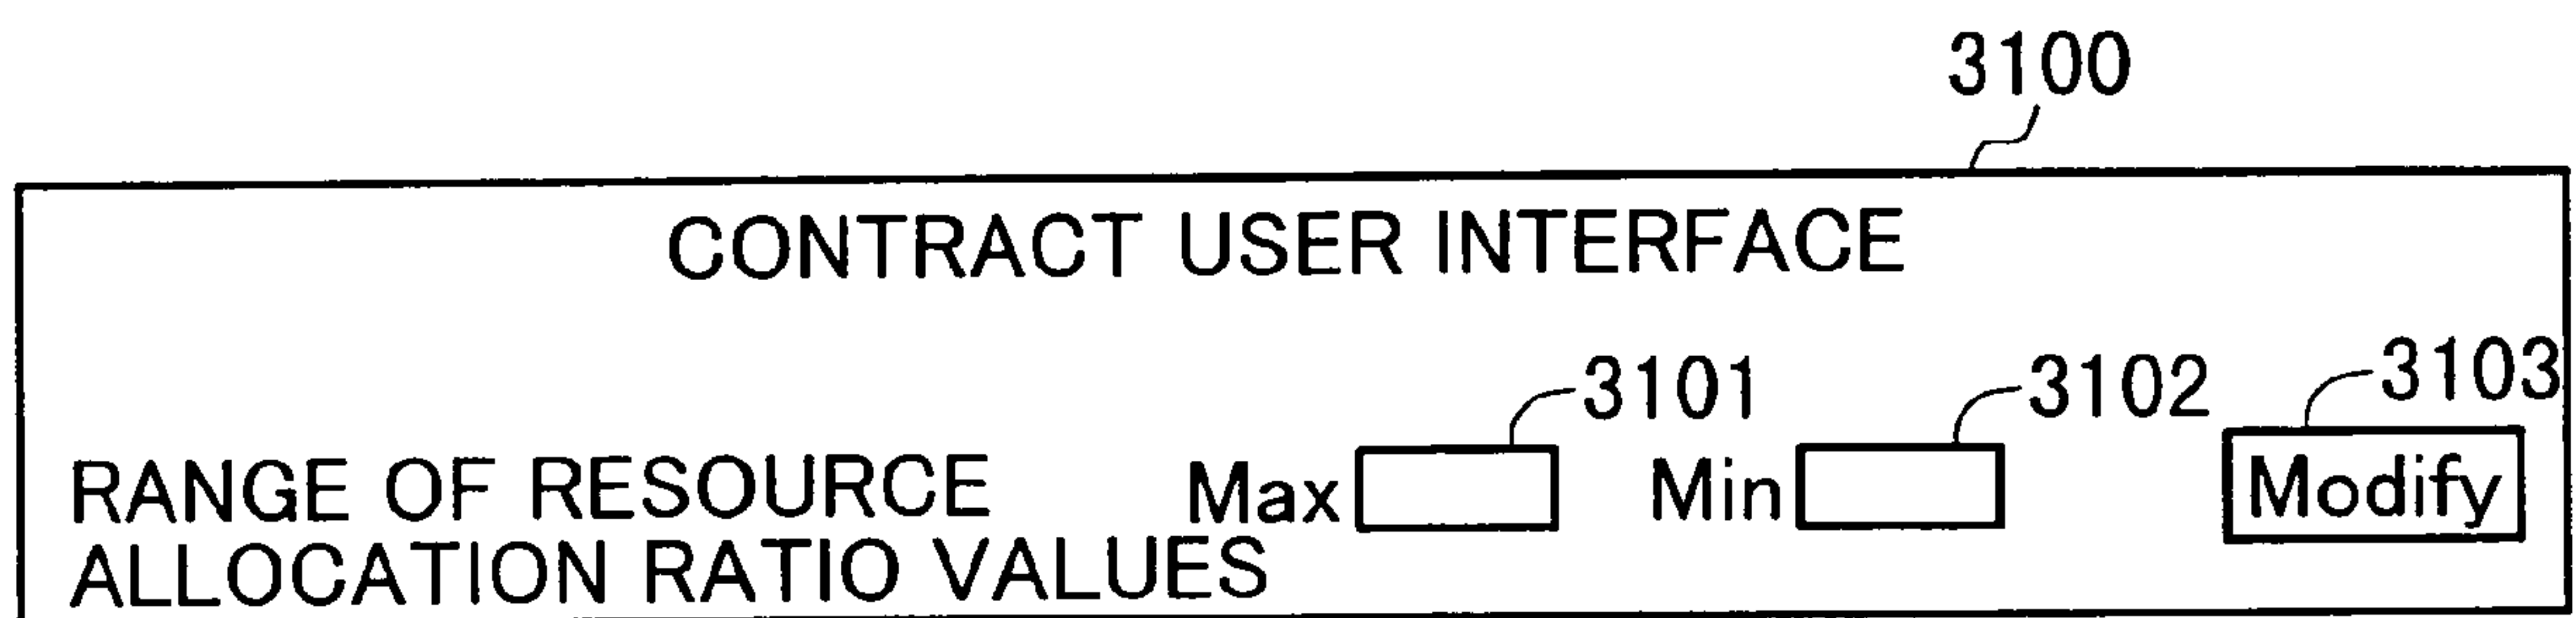 3100
CONTRACT USER INTERFACE
3101 3102 3103
RANGE OF RESOURCE Max Min Modify
ALLOCATION RATIO VALUES